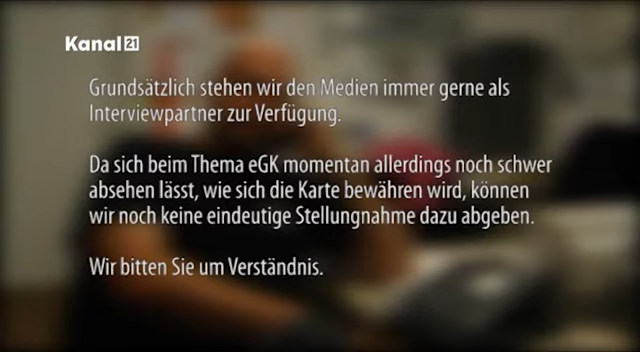 Kanal 21
Grundsätzlich stehen wir den Medien immer gerne als
Interviewpartner zur Verfügung.
Da sich beim Thema eGK momentan allerdings noch schwer
absehen lässt, wie sich die Karte bewähren wird, können
wir noch keine eindeutige Stellungnahme dazu abgeben.
Wir bitten Sie um Verständnis.